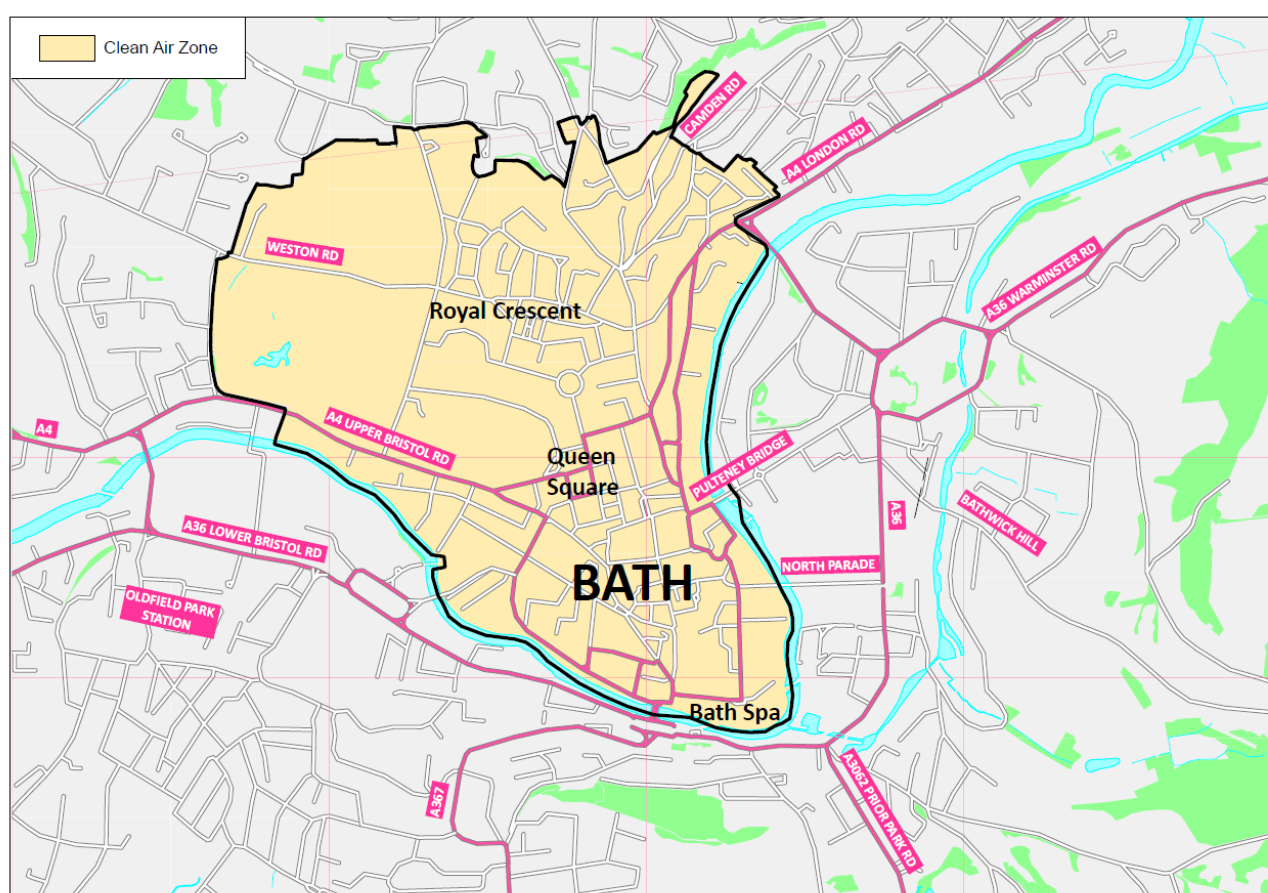 Clean Air Zone
CAMDEN RD
A4 LONDON RD
WESTON RD
A36 WARMINSTER RD
Royal Crescent
A4
A4 UPPER BRISTOL RD
Queen
Square
PULTENEY BRIDGE
A36
BATHWICK HILL
A36 LOWER BRISTOL RD
NORTH PARADE
BATH
OLDFIELD PARK
STATION
Bath Spa
A367
A3062 PRIOR PARK RD